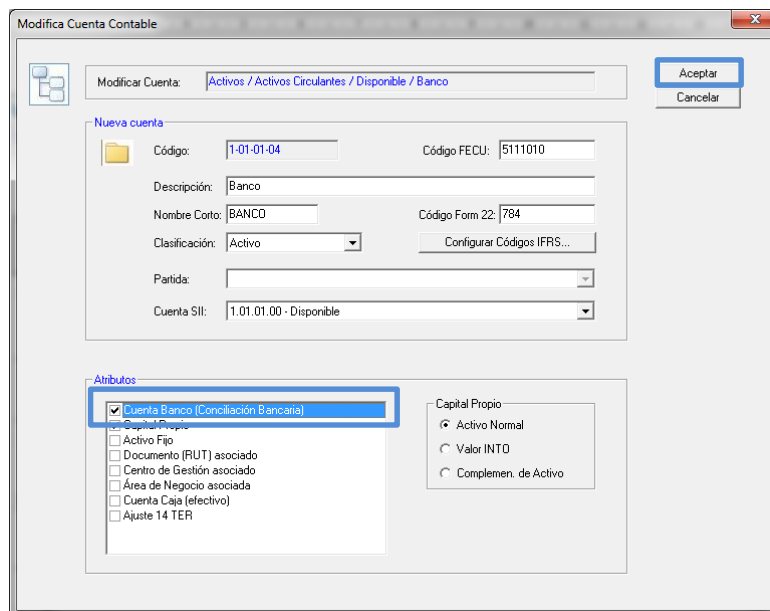 Modifica Cuenta Contable
Modificar Cuenta: Activos / Activos Circulantes / Disponible / Banco
Aceptar
Cancelar
Nueva cuenta
Código: 1-01-01-04 Código FECU: 5111010
Descripción: Banco
Nombre Corto: BANCO Código Form 22: 784
Clasificación: Activo Configurar Códigos IFRS...
Partida:
Cuenta SII: 1.01.01.00 - Disponible
Atributos
Cuenta Banco (Conciliación Bancaria)
Capital Propio
Activo Fijo
Documento (RUT) asociado
Centro de Gestión asociado
Área de Negocio asociada
Cuenta Caja (efectivo)
Ajuste 14 TER
Capital Propio
Activo Normal
Valor INTO
Complemen. de Activo